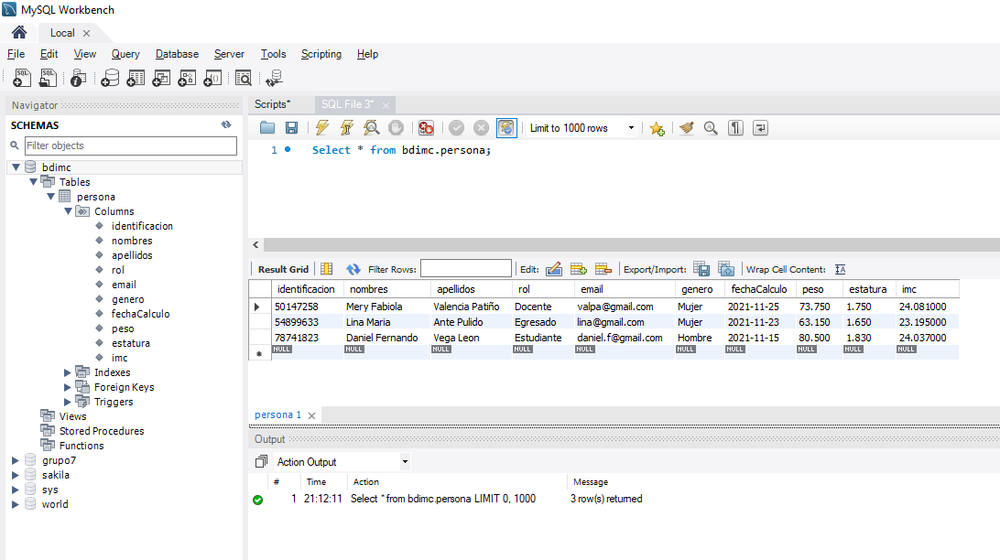 MySQL Workbench
Local
File Edit View Query Database Server Tools Scripting Help
Navigator
SCHEMAS
Filter objects
bdimc
Tables
persona
Columns
identificacion
nombres
apellidos
rol
email
genero
fechaCalculo
peso
estatura
imc
Indexes
Foreign Keys
Triggers
Views
Stored Procedures
Functions
grupo7
sakila
sys
world
Scripts* SQL File 3*
Limit to 1000 rows
1 Select * from bdimc.persona;
Result Grid Filter Rows: Edit: Export/Import: Wrap Cell Content: IA
identificacion nombres apellidos rol email genero fechaCalculo peso estatura imc
50147258 Mery Fabiola Valencia Patiño Docente valpa@gmail.com Mujer 2021-11-25 73.750 1.750 24.081000
54899633 Lina Maria Ante Pulido Egresado lina@gmail.com Mujer 2021-11-23 63.150 1.650 23.195000
78741823 Daniel Fernando Vega Leon Estudiante daniel.f@gmail.com Hombre 2021-11-15 80.500 1.830 24.037000
NULL NULL NULL NULL NULL NULL NULL NULL NULL NULL
persona 1
Output
Action Output
# Time Action Message
1 21:12:11 Select * from bdimc.persona LIMIT 0, 1000 3 row(s) returned